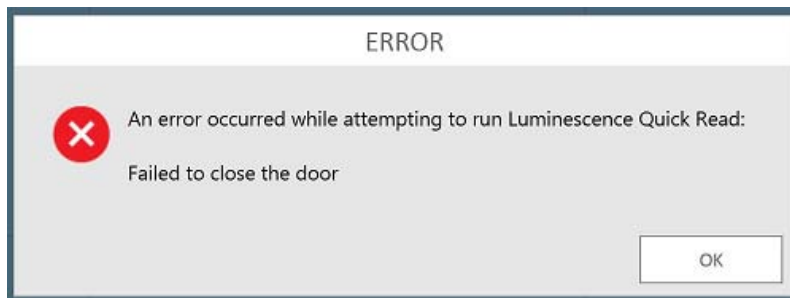 ERROR
An error occurred while attempting to run Luminescence Quick Read:
Failed to close the door
OK